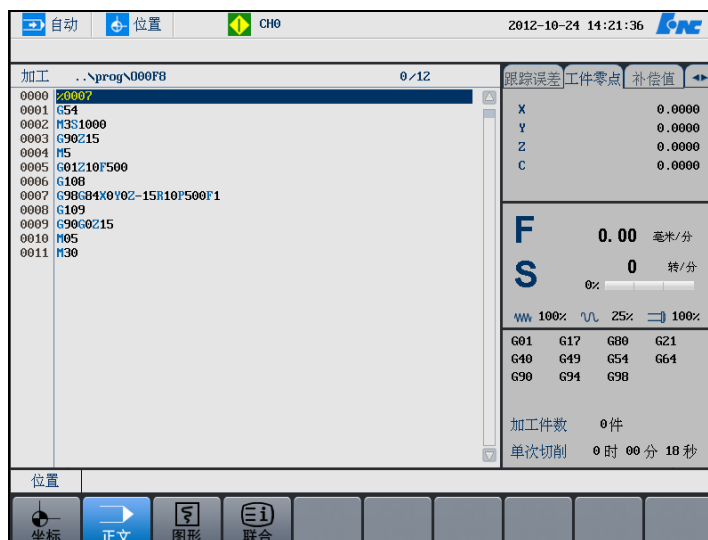 自动 位置 CH0 2012-10-24 14:21:36 HNC
加工 ..\prog\O00F8 0/12
跟踪误差 工件零点 补偿值
0000 %0007
0001 G54
0002 M3S1000
0003 G90Z15
0004 M5
0005 G01Z10F500
0006 G108
0007 G98G84X0Y0Z-15R10P500F1
0008 G109
0009 G90G0Z15
0010 M05
0011 M30
X 0.0000
Y 0.0000
Z 0.0000
C 0.0000
F 0.00 毫米/分
S 0 转/分
0%
100% 25% 100%
G01 G17 G80 G21
G40 G49 G54 G64
G90 G94 G98
加工件数 0件
单次切削 0时 00分 18秒
位置
坐标 正文 图形 联合